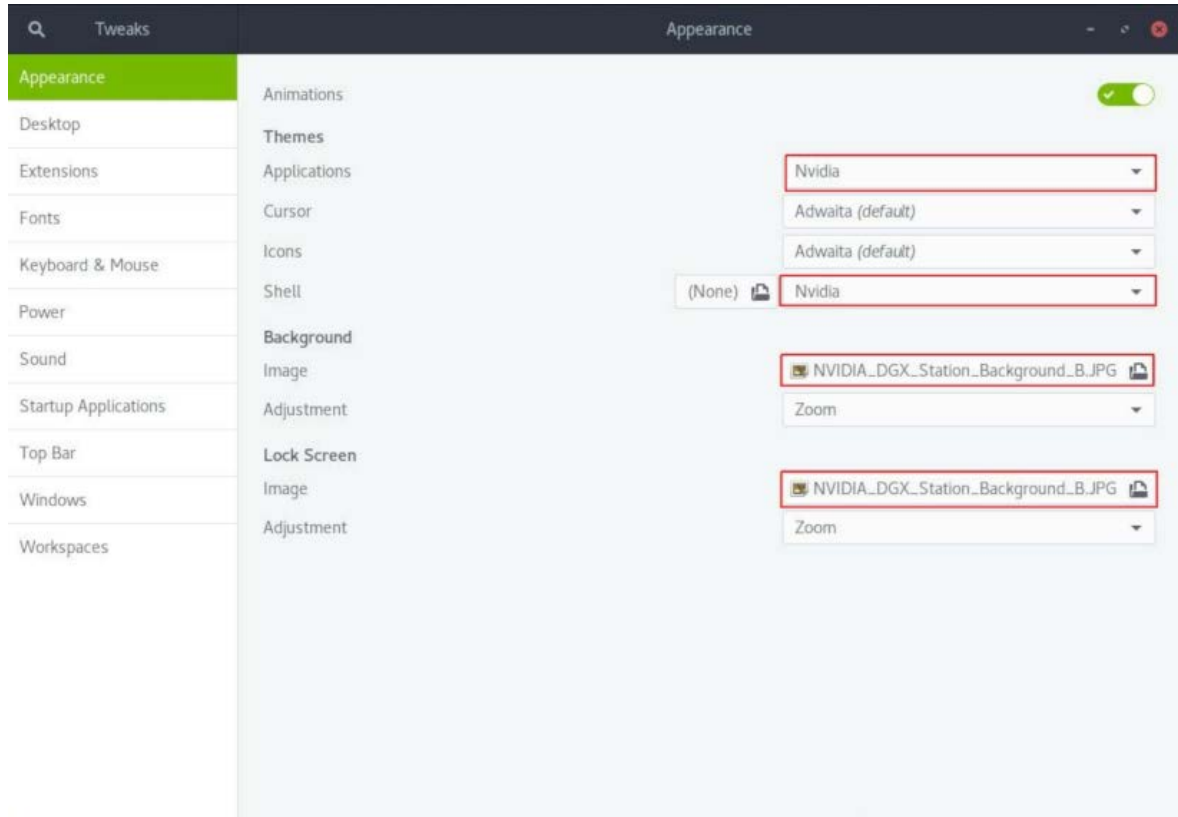 Tweaks
Appearance
Appearance
Desktop
Extensions
Fonts
Keyboard & Mouse
Power
Sound
Startup Applications
Top Bar
Windows
Workspaces
Animations
Themes
Applications Nvidia
Cursor Adwaita (default)
Icons Adwaita (default)
Shell (None) Nvidia
Background
Image NVIDIA_DGX_Station_Background_B.JPG
Adjustment Zoom
Lock Screen
Image NVIDIA_DGX_Station_Background_B.JPG
Adjustment Zoom